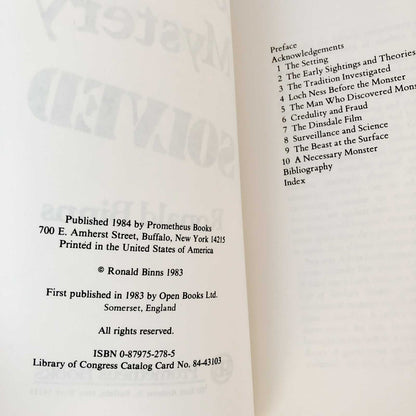 Mystery
SOLVED
Ronald Binns
Published 1984 by Prometheus Books
700 E. Amherst Street, Buffalo, New York 14215
Printed in the United States of America
© Ronald Binns 1983
First published in 1983 by Open Books Ltd.
Somerset, England
All rights reserved.
ISBN 0-87975-278-5
Library of Congress Catalog Card No. 84-43103
Preface
Acknowledgements
1 The Setting
2 The Early Sightings and Theories
3 The Tradition Investigated
4 Loch Ness Before the Monster
5 The Man Who Discovered Mons
6 Credulity and Fraud
7 The Dinsdale Film
8 Surveillance and Science
9 The Beast at the Surface
10 A Necessary Monster
Bibliography
Index